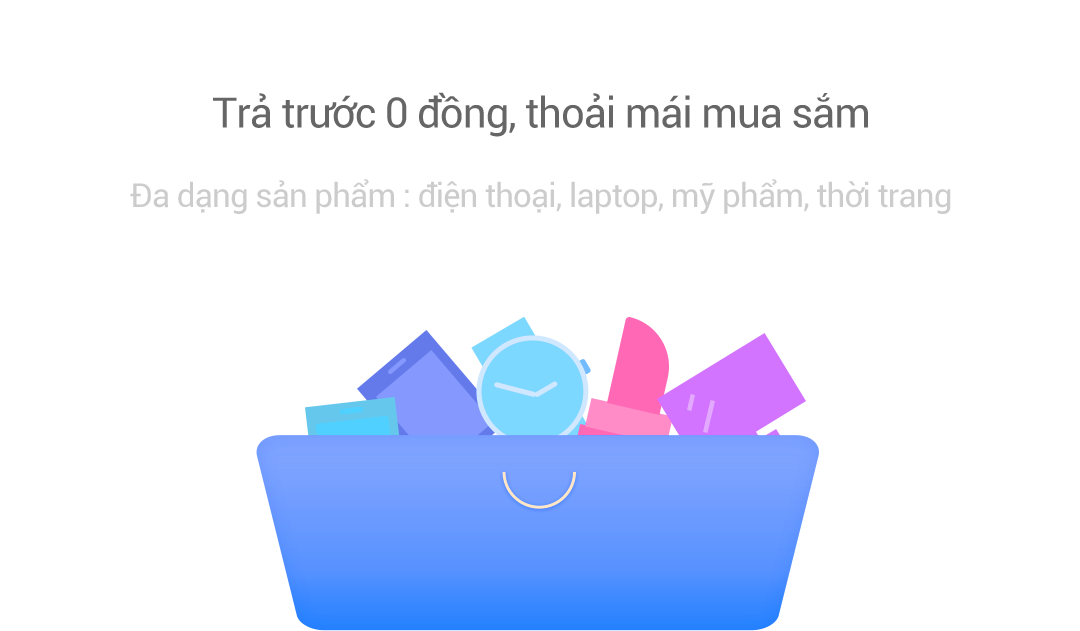 Trả trước 0 đồng, thoải mái mua sắm
Đa dạng sản phẩm : điện thoại, laptop, mỹ phẩm, thời trang